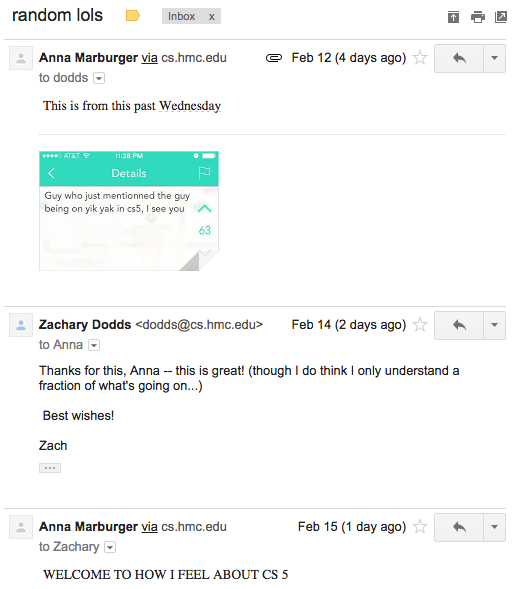 random lols
Inbox x
Anna Marburger via cs.hmc.edu Feb 12 (4 days ago)
to dodds
This is from this past Wednesday
AT&T 11:28 PM
Details
Guy who just mentionned the guy
being on yik yak in cs5, I see you
63
Zachary Dodds <dodds@cs.hmc.edu> Feb 14 (2 days ago)
to Anna
Thanks for this, Anna -- this is great! (though I do think I only understand a
fraction of what's going on...)
Best wishes!
Zach
...
Anna Marburger via cs.hmc.edu Feb 15 (1 day ago)
to Zachary
WELCOME TO HOW I FEEL ABOUT CS 5